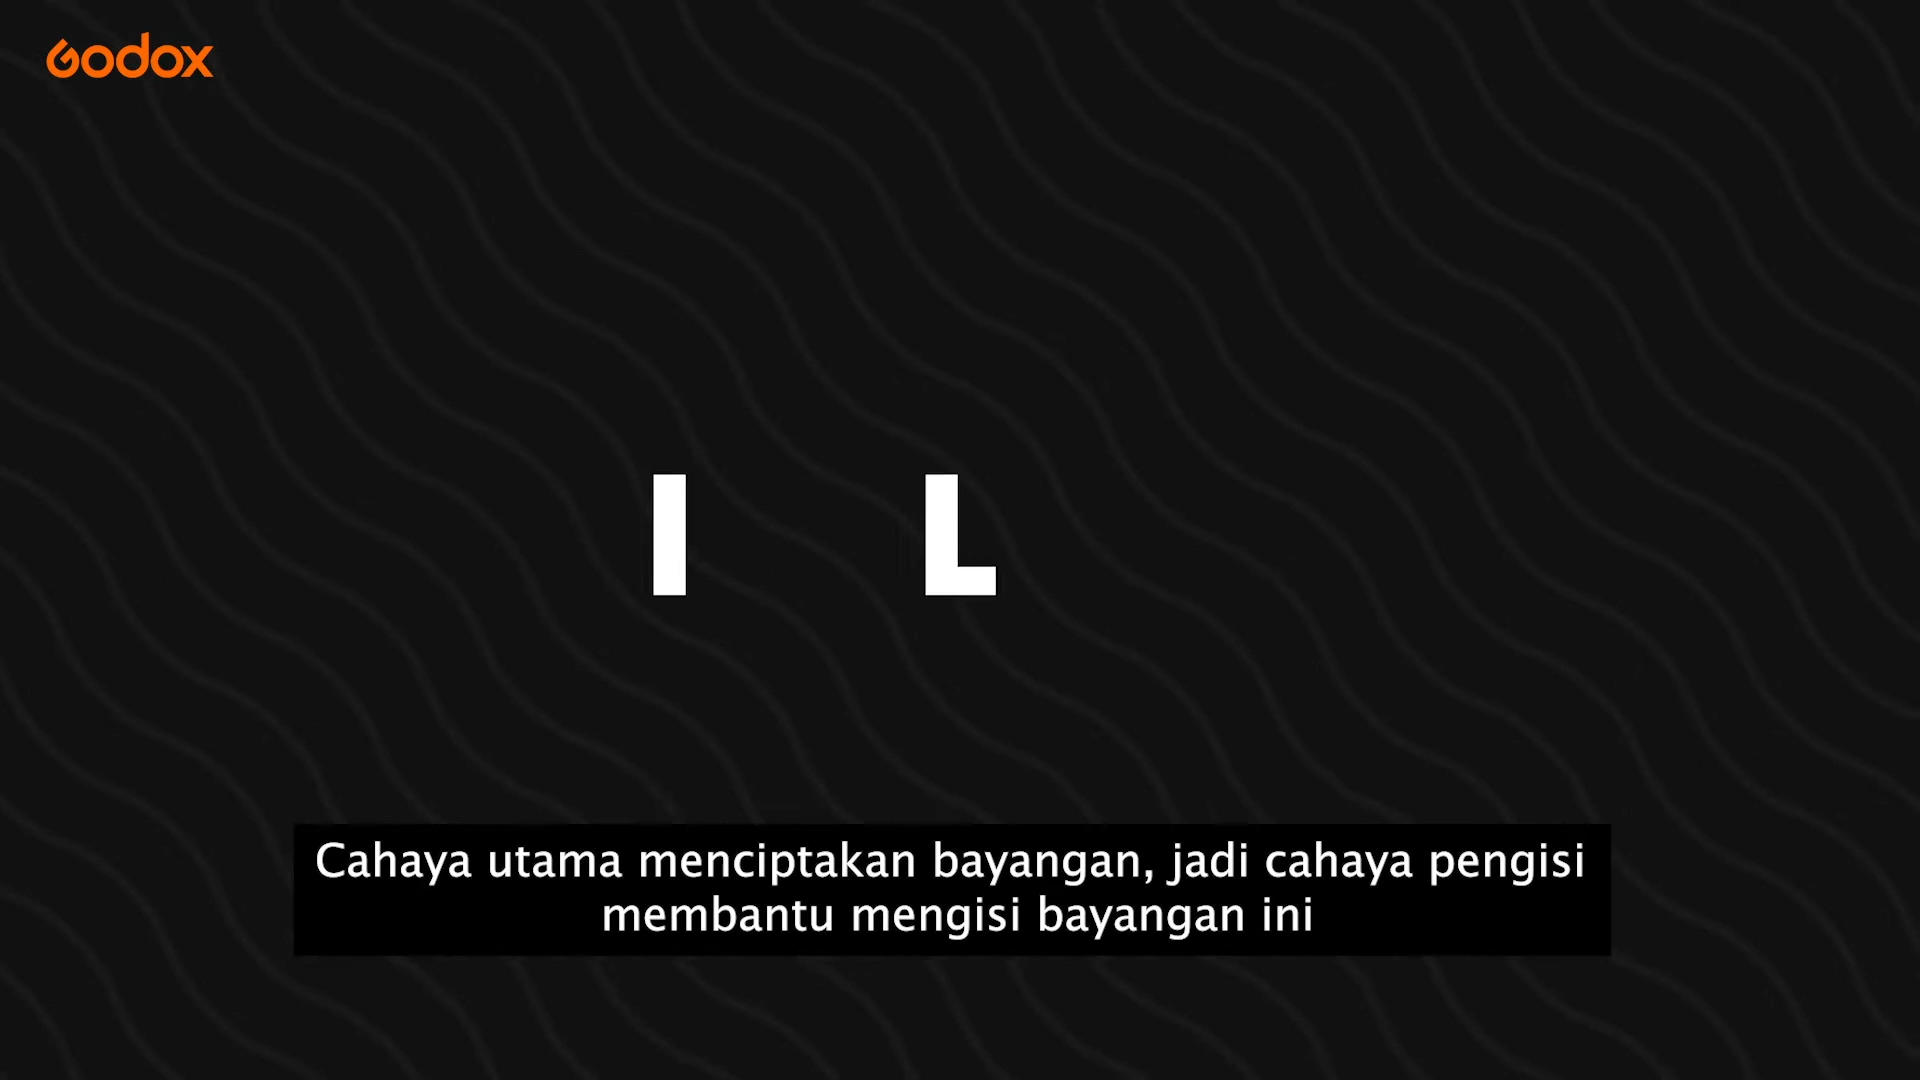 Godox
I L
Cahaya utama menciptakan bayangan, jadi cahaya pengisi
membantu mengisi bayangan ini